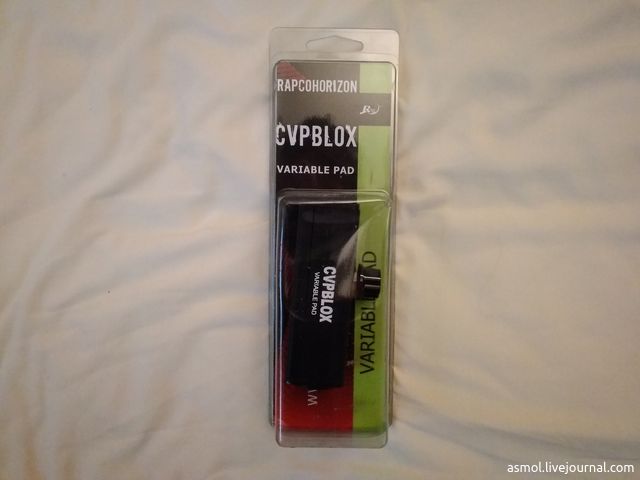 RAPCOHORIZON
CVPBLOX
VARIABLE PAD
CVPBLOX
VARIABLE PAD
asmol.livejournal.com